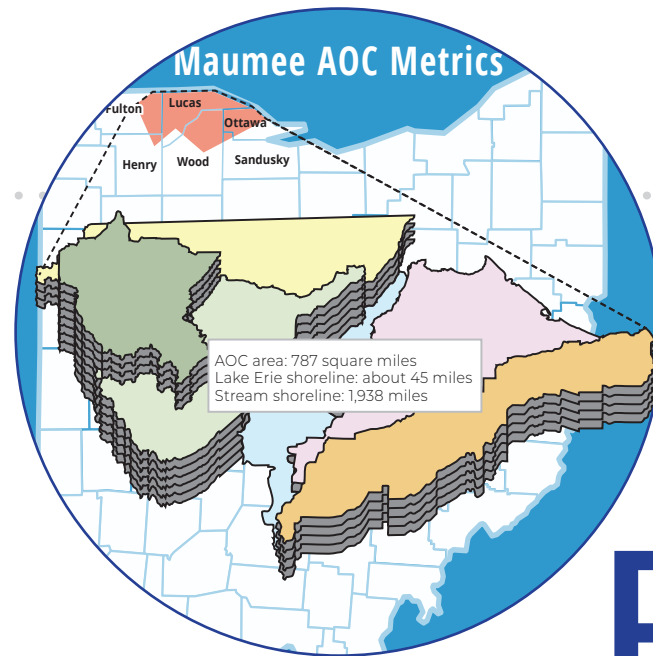 Maumee AOC Metrics
Fulton
Lucas
Ottawa
Henry
Wood
Sandusky
AOC area: 787 square miles
Lake Erie shoreline: about 45 miles
Stream shoreline: 1,938 miles